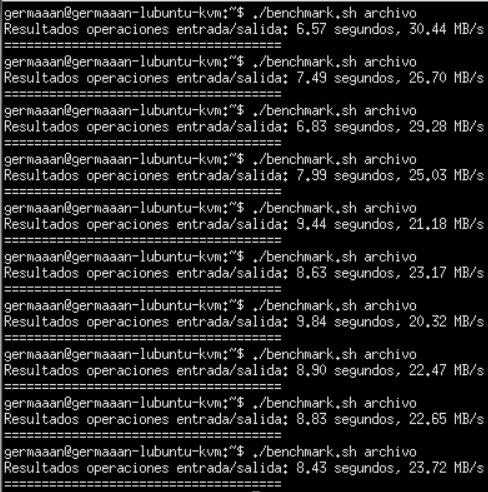 germaaan@germaaan-lubuntu-kvm:~$ ./benchmark.sh archivo
Resultados operaciones entrada/salida: 6.57 segundos, 30.44 MB/s
=====================================
germaaan@germaaan-lubuntu-kvm:~$ ./benchmark.sh archivo
Resultados operaciones entrada/salida: 7.49 segundos, 26.70 MB/s
=====================================
germaaan@germaaan-lubuntu-kvm:~$ ./benchmark.sh archivo
Resultados operaciones entrada/salida: 6.83 segundos, 29.28 MB/s
=====================================
germaaan@germaaan-lubuntu-kvm:~$ ./benchmark.sh archivo
Resultados operaciones entrada/salida: 7.99 segundos, 25.03 MB/s
=====================================
germaaan@germaaan-lubuntu-kvm:~$ ./benchmark.sh archivo
Resultados operaciones entrada/salida: 9.44 segundos, 21.18 MB/s
=====================================
germaaan@germaaan-lubuntu-kvm:~$ ./benchmark.sh archivo
Resultados operaciones entrada/salida: 8.63 segundos, 23.17 MB/s
=====================================
germaaan@germaaan-lubuntu-kvm:~$ ./benchmark.sh archivo
Resultados operaciones entrada/salida: 9.84 segundos, 20.32 MB/s
=====================================
germaaan@germaaan-lubuntu-kvm:~$ ./benchmark.sh archivo
Resultados operaciones entrada/salida: 8.90 segundos, 22.47 MB/s
=====================================
germaaan@germaaan-lubuntu-kvm:~$ ./benchmark.sh archivo
Resultados operaciones entrada/salida: 8.83 segundos, 22.65 MB/s
=====================================
germaaan@germaaan-lubuntu-kvm:~$ ./benchmark.sh archivo
Resultados operaciones entrada/salida: 8.43 segundos, 23.72 MB/s
=====================================